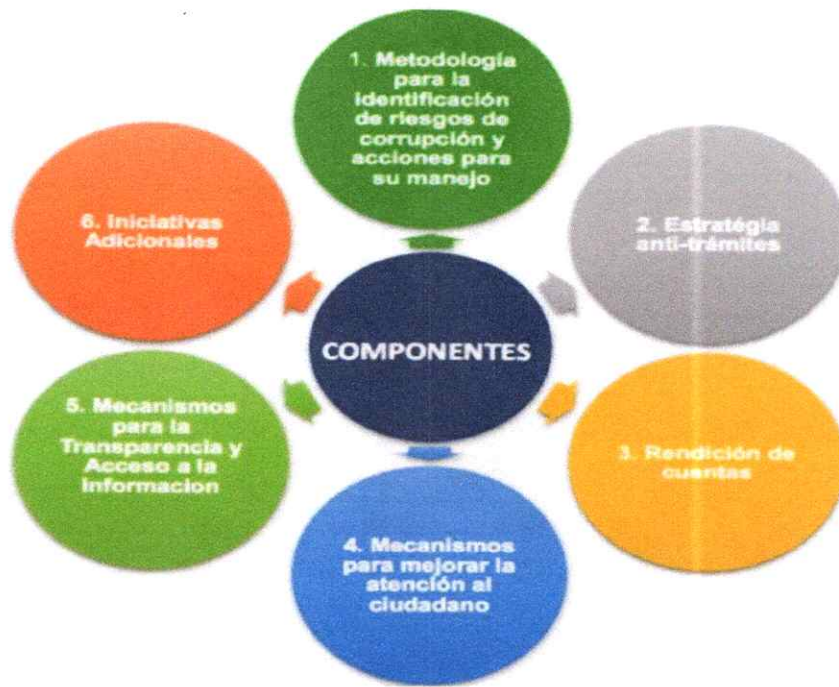 1. Metodología
para la
identificación
de riesgos de
corrupción y
acciones para
su manejo
2. Estratégia
anti-trámites
3. Rendición de
cuentas
4. Mecanismos
para mejorar la
atención al
ciudadano
5. Mecanismos
para la
Transparencia y
Acceso a la
Informacion
6. Iniciativas
Adicionales
COMPONENTES